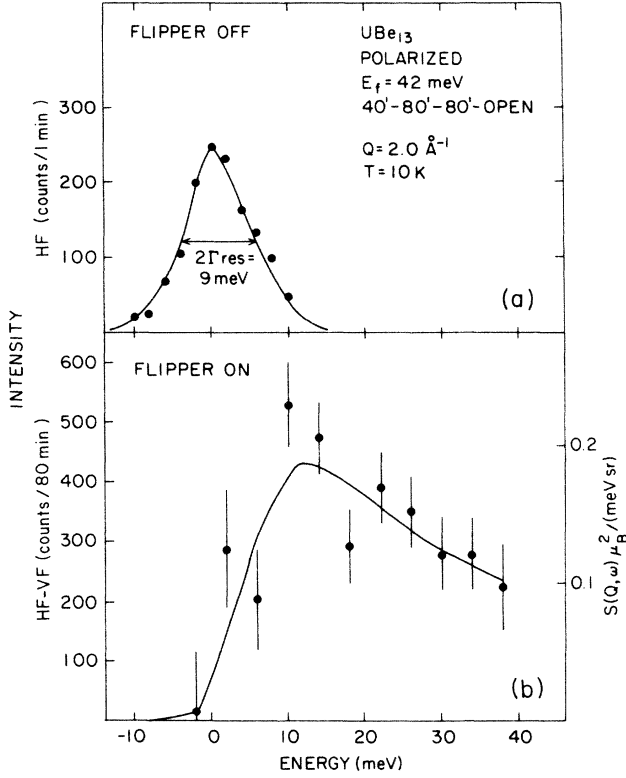 FLIPPER OFF
UBe₁₃
POLARIZED
E_f = 42 meV
40'-80'-80'-OPEN
Q = 2.0 Å⁻¹
T = 10 K
300
200
100
HF (counts/1 min)
2Γres =
9 meV
(a)
INTENSITY
FLIPPER ON
600
500
400
300
200
100
HF-VF (counts/80 min)
0.2
0.1
S(Q,ω) μ_B²/(meV sr)
(b)
-10 0 10 20 30 40
ENERGY (meV)